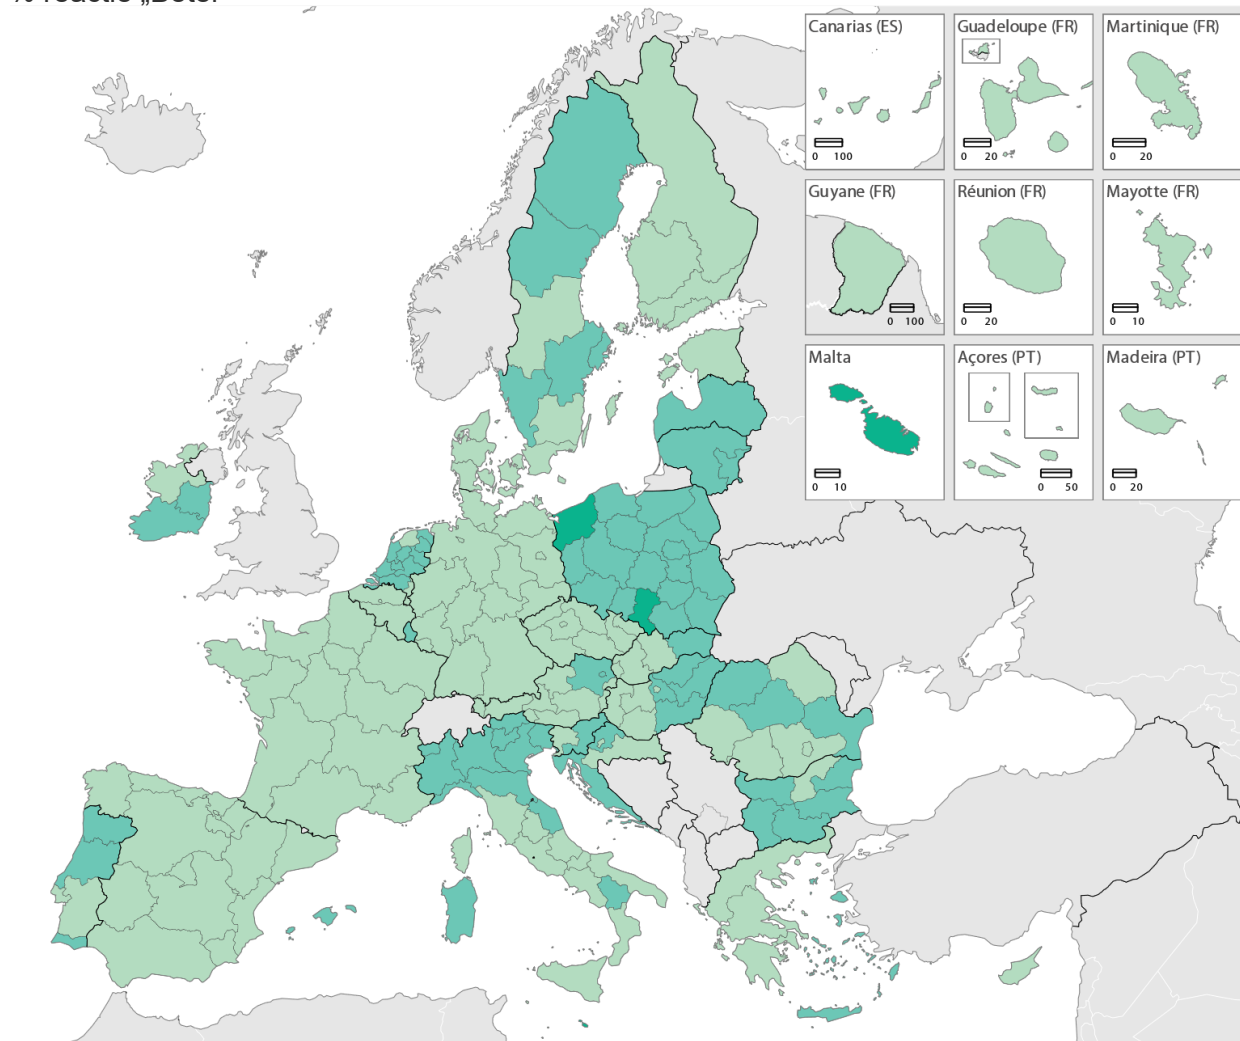 Canarias (ES)
0 100
Guadeloupe (FR)
0 20
Martinique (FR)
0 20
Guyane (FR)
0 100
Réunion (FR)
0 20
Mayotte (FR)
0 10
Malta
0 10
Açores (PT)
0 50
Madeira (PT)
0 20